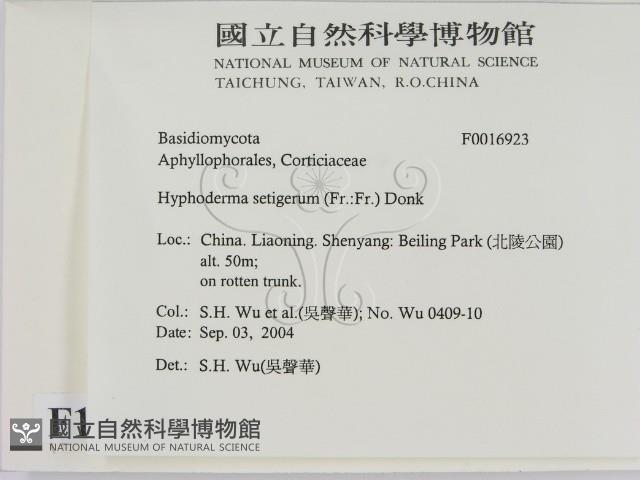 國立自然科學博物館
NATIONAL MUSEUM OF NATURAL SCIENCE
TAICHUNG, TAIWAN, R.O.CHINA
Basidiomycota F0016923
Aphyllophorales, Corticiaceae
Hyphoderma setigerum (Fr.:Fr.) Donk
Loc.: China. Liaoning. Shenyang: Beiling Park (北陵公園)
alt. 50m;
on rotten trunk.
Col.: S.H. Wu et al.(吳聲華); No. Wu 0409-10
Date: Sep. 03, 2004
Det.: S.H. Wu(吳聲華)
F1
國立自然科學博物館
NATIONAL MUSEUM OF NATURAL SCIENCE